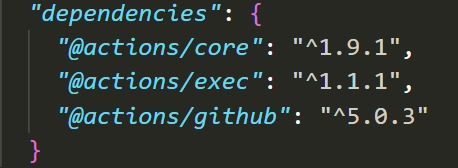 "dependencies": {
"@actions/core": "^1.9.1",
"@actions/exec": "^1.1.1",
"@actions/github": "^5.0.3"
}